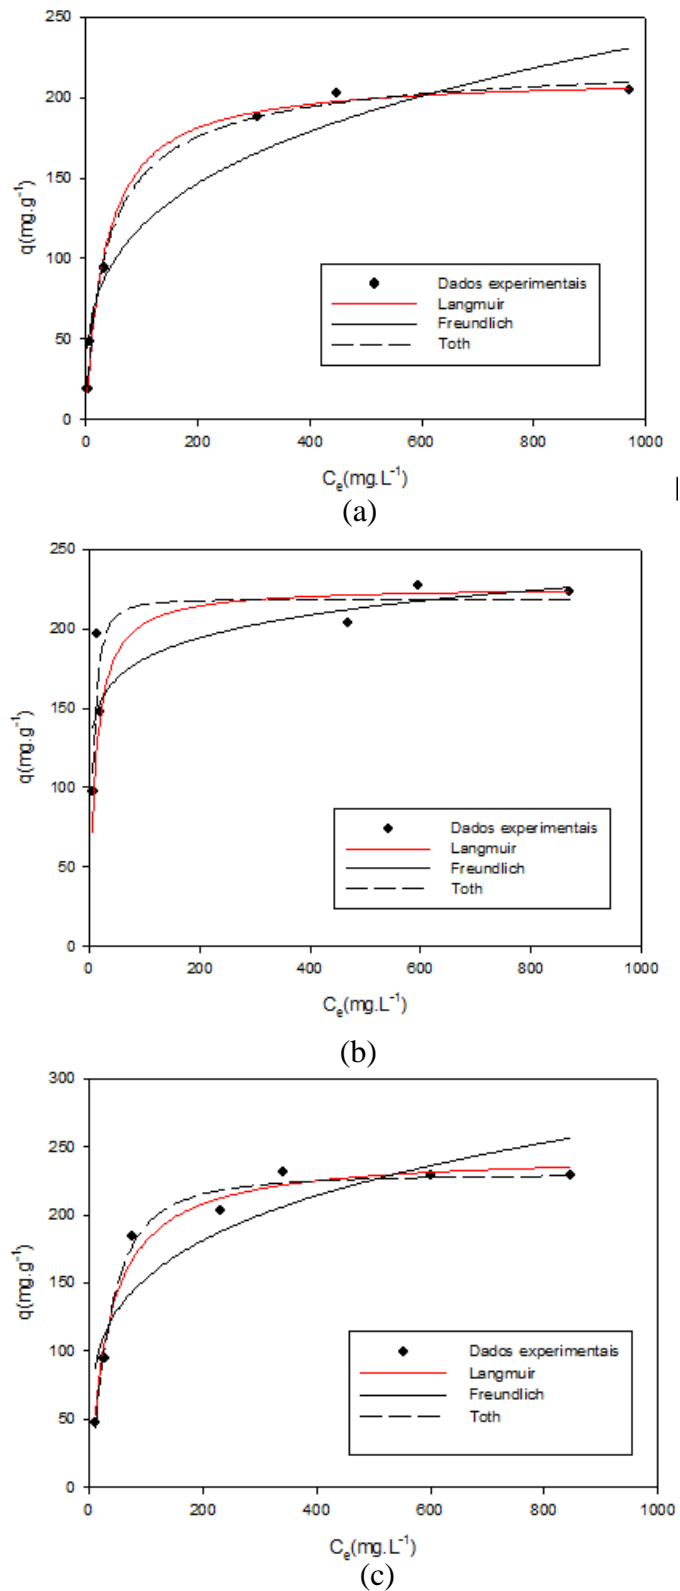 250
200
150
100
50
0
q(mg.g⁻¹)
Dados experimentais
Langmuir
Freundlich
Toth
0 200 400 600 800 1000
Cₑ(mg.L⁻¹)
(a)
250
200
150
100
50
0
q(mg.g⁻¹)
Dados experimentais
Langmuir
Freundlich
Toth
0 200 400 600 800 1000
Cₑ(mg.L⁻¹)
(b)
300
250
200
150
100
50
0
q(mg.g⁻¹)
Dados experimentais
Langmuir
Freundlich
Toth
0 200 400 600 800 1000
Cₑ(mg.L⁻¹)
(c)